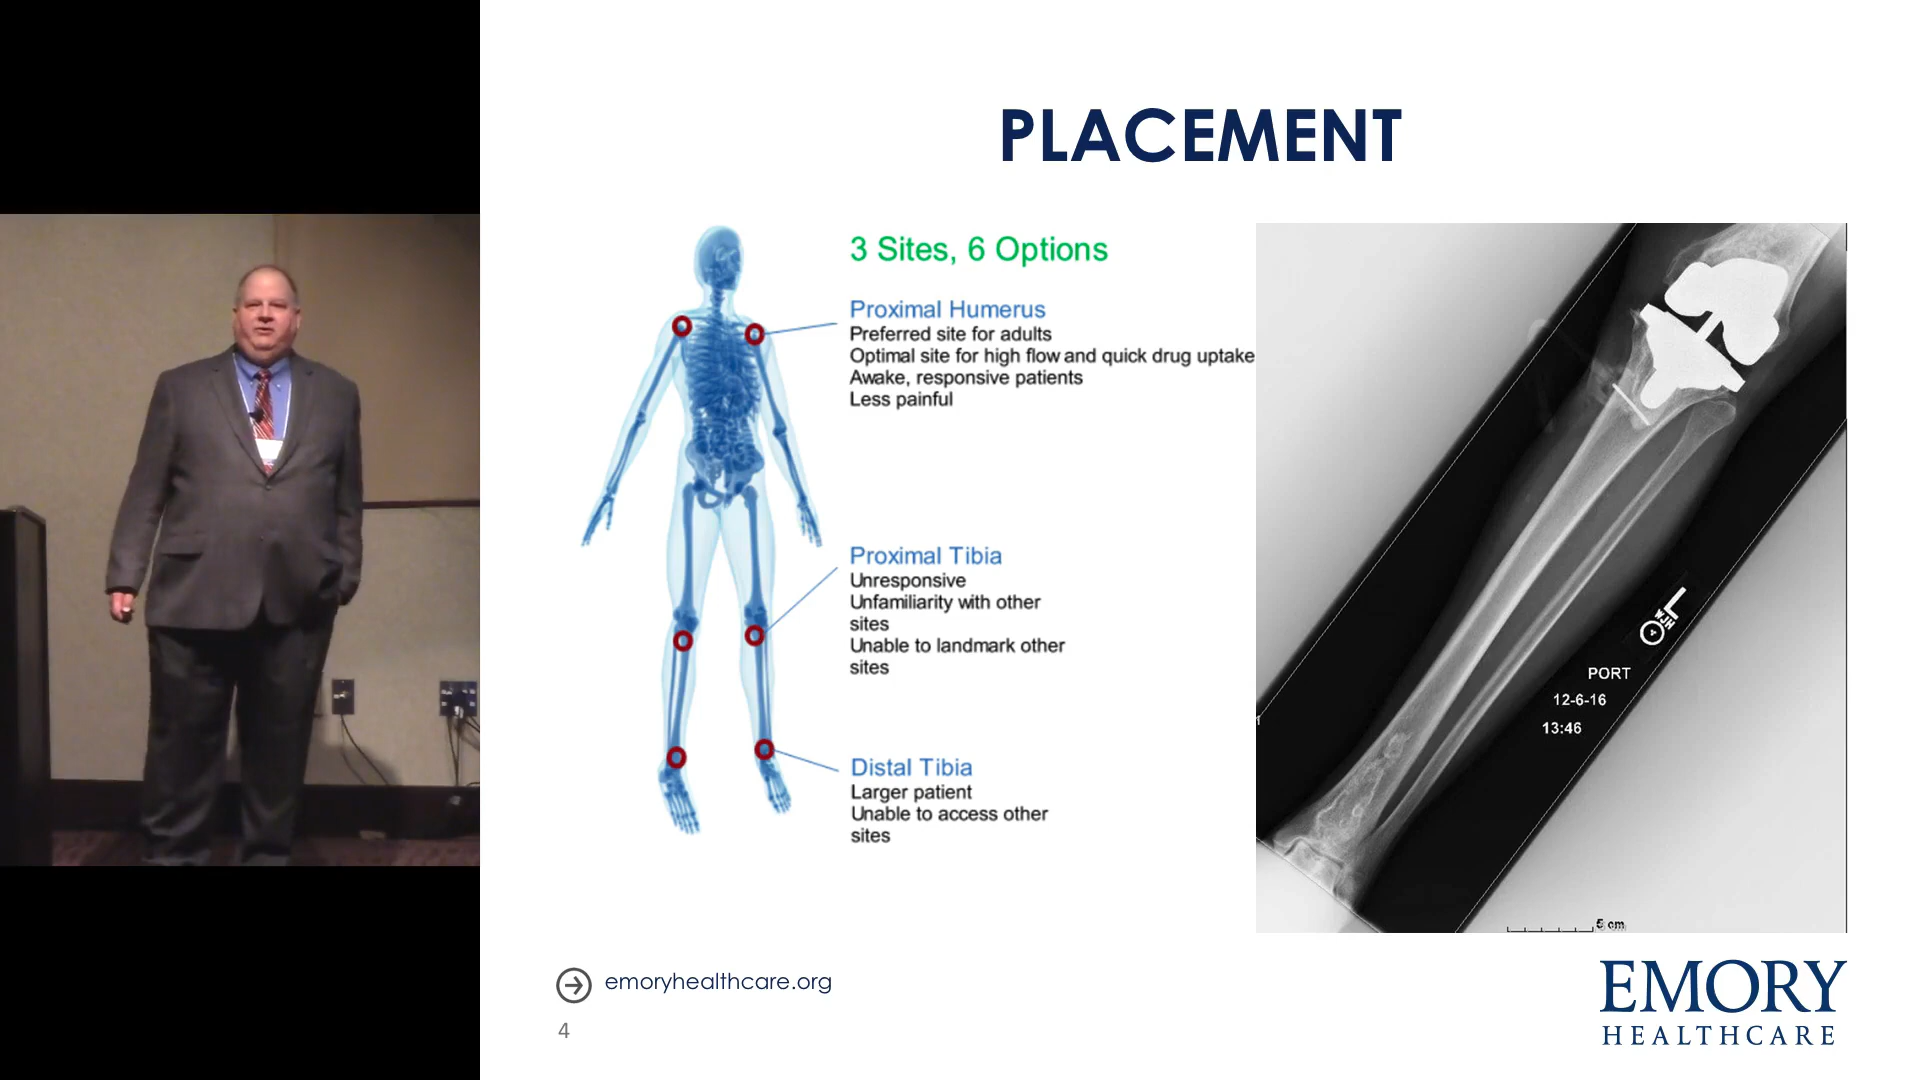 PLACEMENT
3 Sites, 6 Options
Proximal Humerus
Preferred site for adults
Optimal site for high flow and quick drug uptake
Awake, responsive patients
Less painful
Proximal Tibia
Unresponsive
Unfamiliarity with other
sites
Unable to landmark other
sites
Distal Tibia
Larger patient
Unable to access other
sites
L
PORT
12-6-16
13:46
5 cm
emoryhealthcare.org
4
EMORY
HEALTHCARE